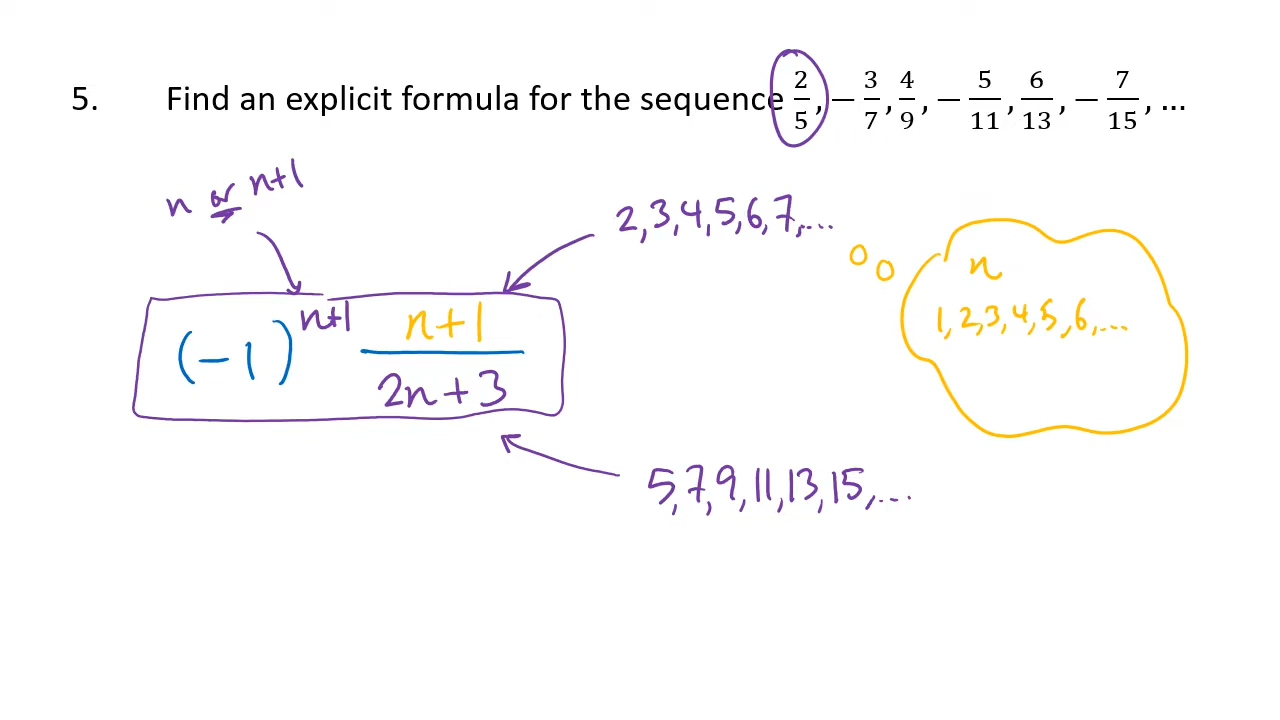 5. Find an explicit formula for the sequence 2/5, −3/7, 4/9, −5/11, 6/13, −7/15, ...
n or n+1
2,3,4,5,6,7,...
n
1,2,3,4,5,6,...
(-1)^(n+1) (n+1)/(2n+3)
5,7,9,11,13,15,...